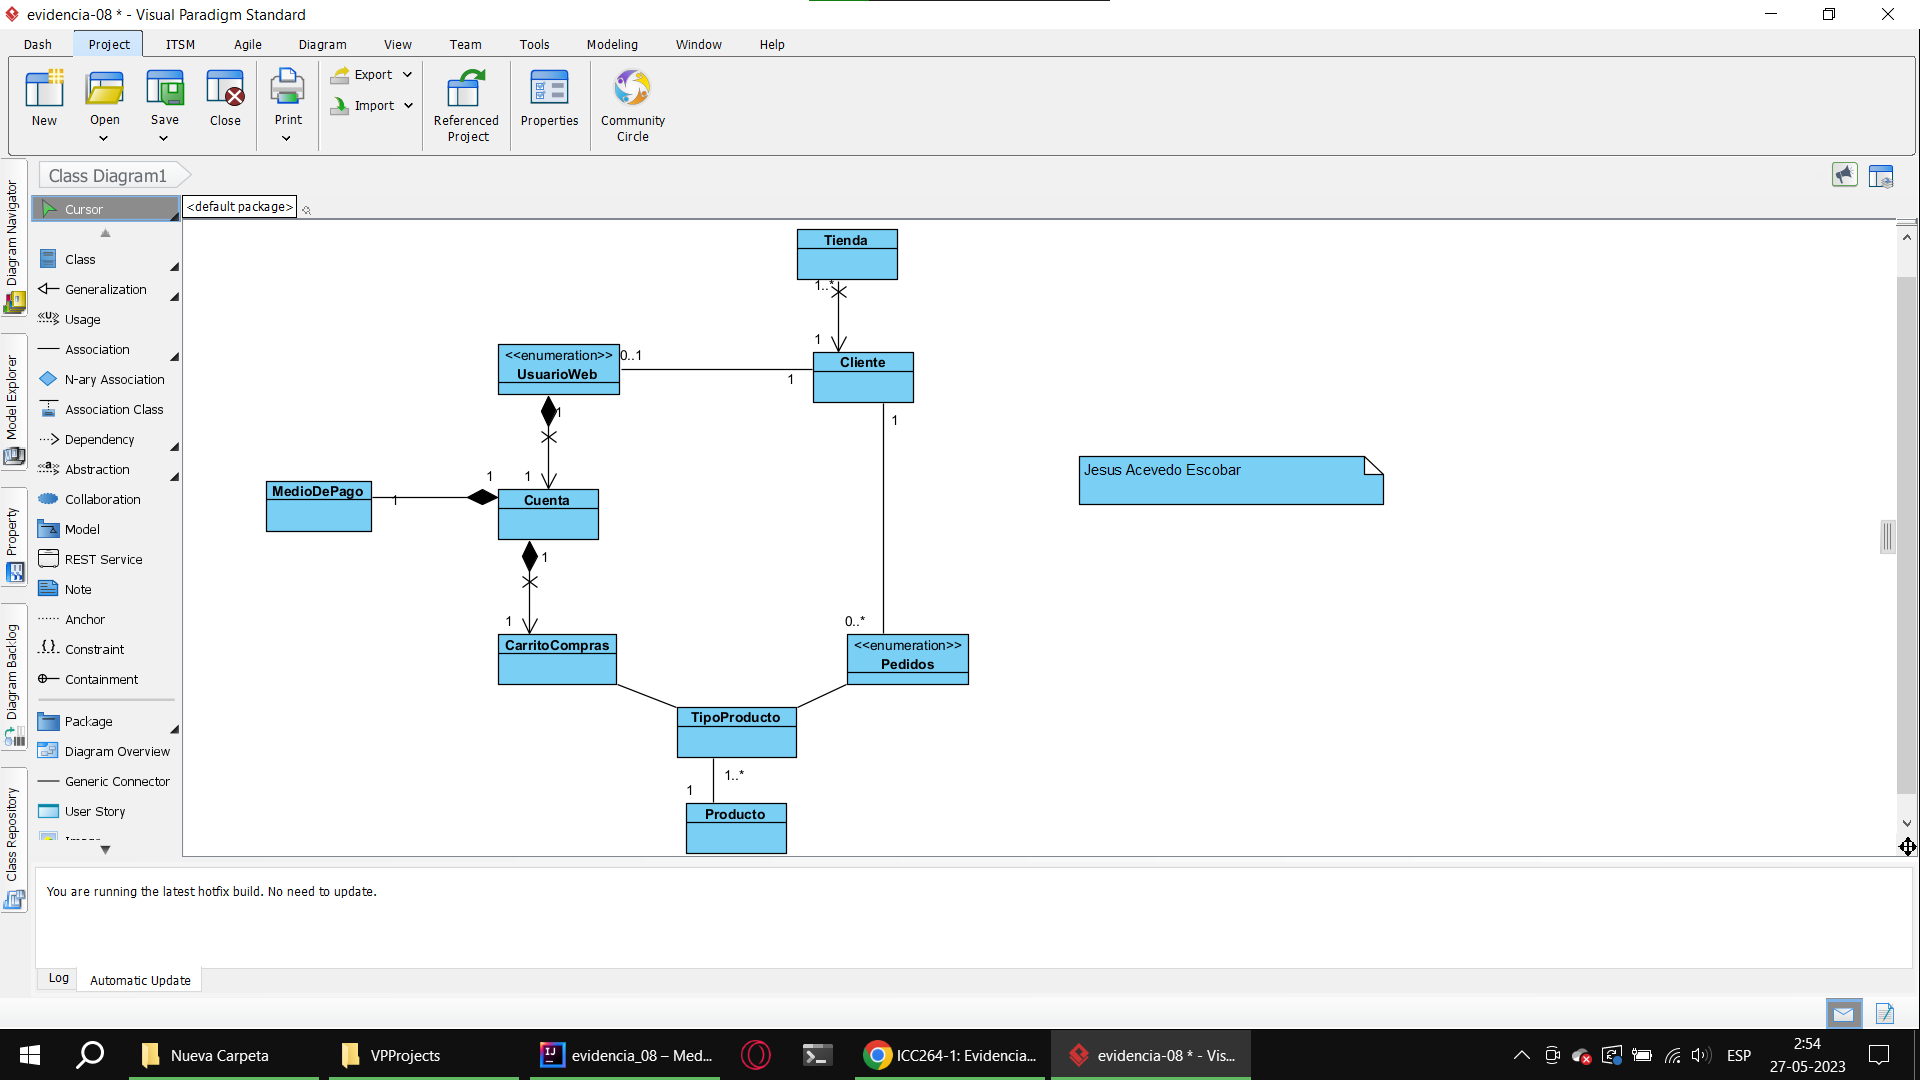 evidencia-08 * - Visual Paradigm Standard
Dash Project ITSM Agile Diagram View Team Tools Modeling Window Help
New Open Save Close Print Export Import Referenced Project Properties Community Circle
Class Diagram1
Diagram Navigator
Model Explorer
Property
Diagram Backlog
Class Repository
Cursor
Class
Generalization
<<U>> Usage
Association
N-ary Association
Association Class
Dependency
<<a>> Abstraction
Collaboration
Model
REST Service
Note
Anchor
{} Constraint
Containment
Package
Diagram Overview
Generic Connector
User Story
Image
<default package>
Tienda
1..*
1
<<enumeration>>
UsuarioWeb
0..1
1
Cliente
1
1
1
1
Jesus Acevedo Escobar
MedioDePago
1
Cuenta
1
1
0..*
CarritoCompras
<<enumeration>>
Pedidos
TipoProducto
1..*
1
Producto
You are running the latest hotfix build. No need to update.
Log Automatic Update
Nueva Carpeta VPProjects evidencia_08 – Med... ICC264-1: Evidencia... evidencia-08 * - Vis... ESP 2:54
27-05-2023